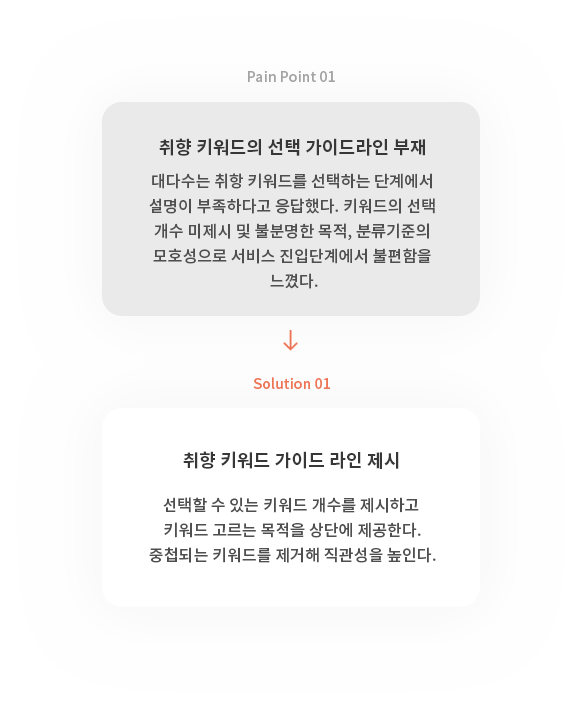 Pain Point 01
취향 키워드의 선택 가이드라인 부재
대다수는 취항 키워드를 선택하는 단계에서
설명이 부족하다고 응답했다. 키워드의 선택
개수 미제시 및 불분명한 목적, 분류기준의
모호성으로 서비스 진입단계에서 불편함을
느꼈다.
↓
Solution 01
취향 키워드 가이드 라인 제시
선택할 수 있는 키워드 개수를 제시하고
키워드 고르는 목적을 상단에 제공한다.
중첩되는 키워드를 제거해 직관성을 높인다.